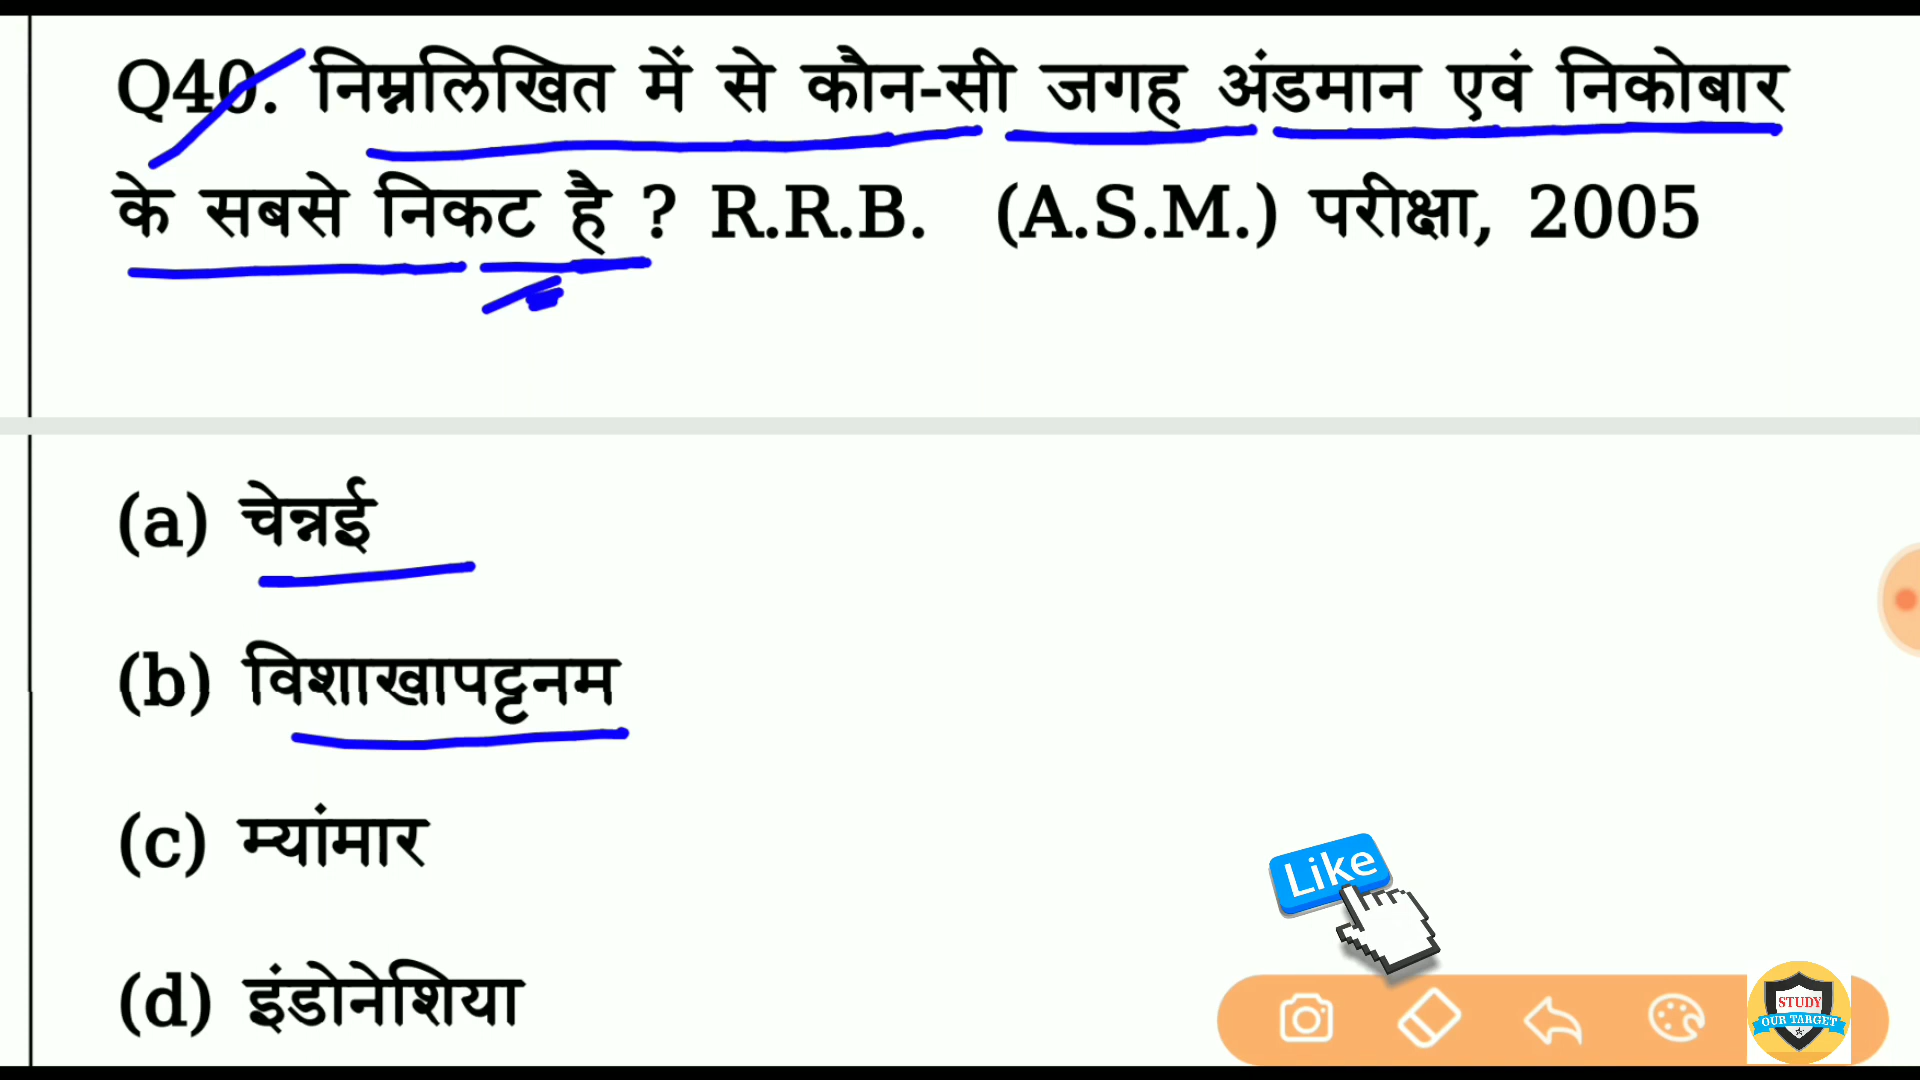 Q40. निम्नलिखित में से कौन-सी जगह अंडमान एवं निकोबार
के सबसे निकट है ? R.R.B. (A.S.M.) परीक्षा, 2005
(a) चेन्नई
(b) विशाखापट्टनम
(c) म्यांमार
(d) इंडोनेशिया
Like
STUDY
OUR TARGET